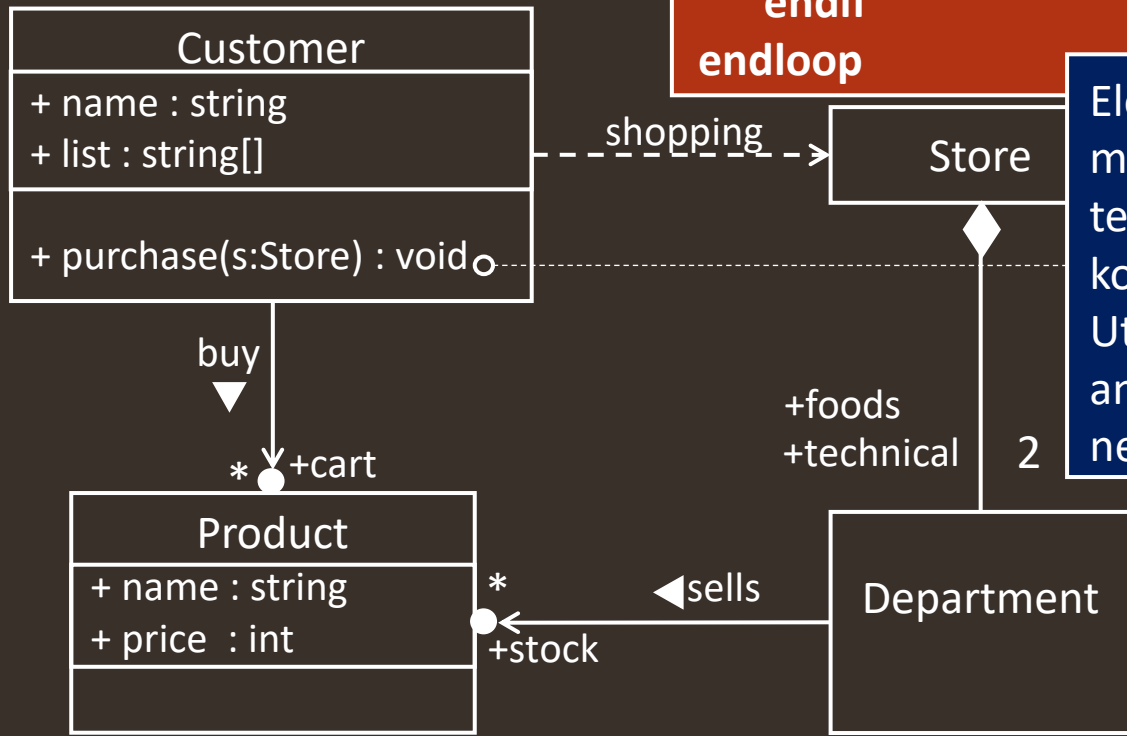 endif
endloop
Customer
+ name : string
+ list : string[]
+ purchase(s:Store) : void
shopping
Store
buy
* +cart
+foods
+technical 2
Product
+ name : string
+ price : int
*
sells
+stock
Department